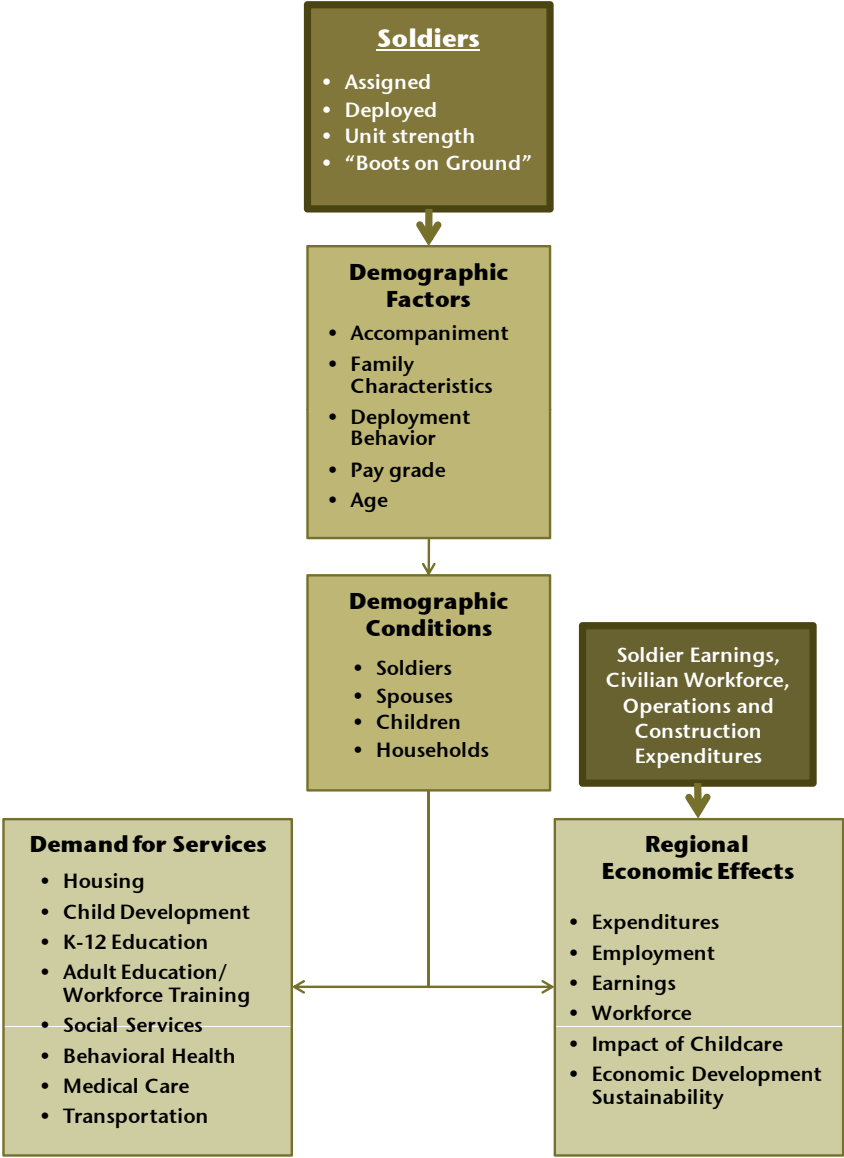 Soldiers
• Assigned
• Deployed
• Unit strength
• “Boots on Ground”
Demographic
Factors
• Accompaniment
• Family
Characteristics
• Deployment
Behavior
• Pay grade
• Age
Demographic
Conditions
• Soldiers
• Spouses
• Children
• Households
Soldier Earnings,
Civilian Workforce,
Operations and
Construction
Expenditures
Demand for Services
• Housing
• Child Development
• K-12 Education
• Adult Education/
Workforce Training
• Social Services
• Behavioral Health
• Medical Care
• Transportation
Regional
Economic Effects
• Expenditures
• Employment
• Earnings
• Workforce
• Impact of Childcare
• Economic Development
Sustainability